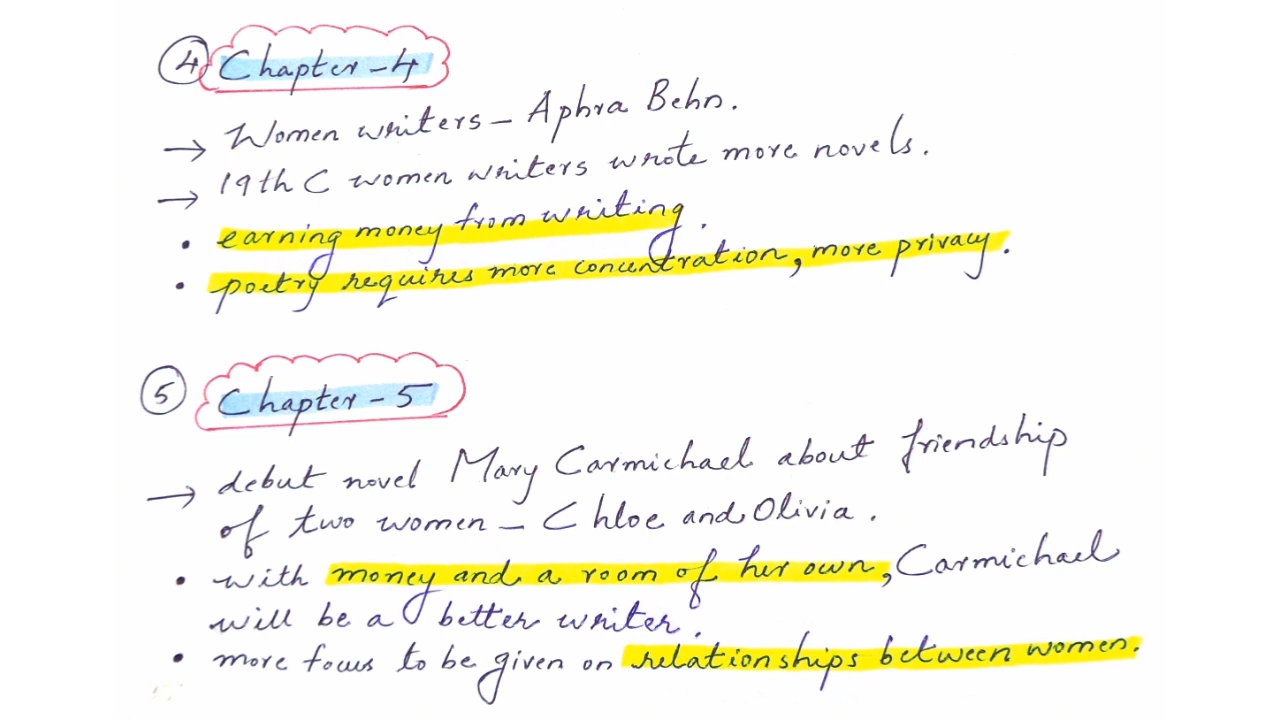 ④ Chapter - 4
→ Women writers - Aphra Behn.
→ 19th C women writers wrote more novels.
• earning money from writing.
• poetry requires more concentration, more privacy.
⑤ Chapter - 5
→ debut novel Mary Carmichael about friendship
of two women - Chloe and Olivia.
• with money and a room of her own, Carmichael
will be a better writer.
• more focus to be given on relationships between women.